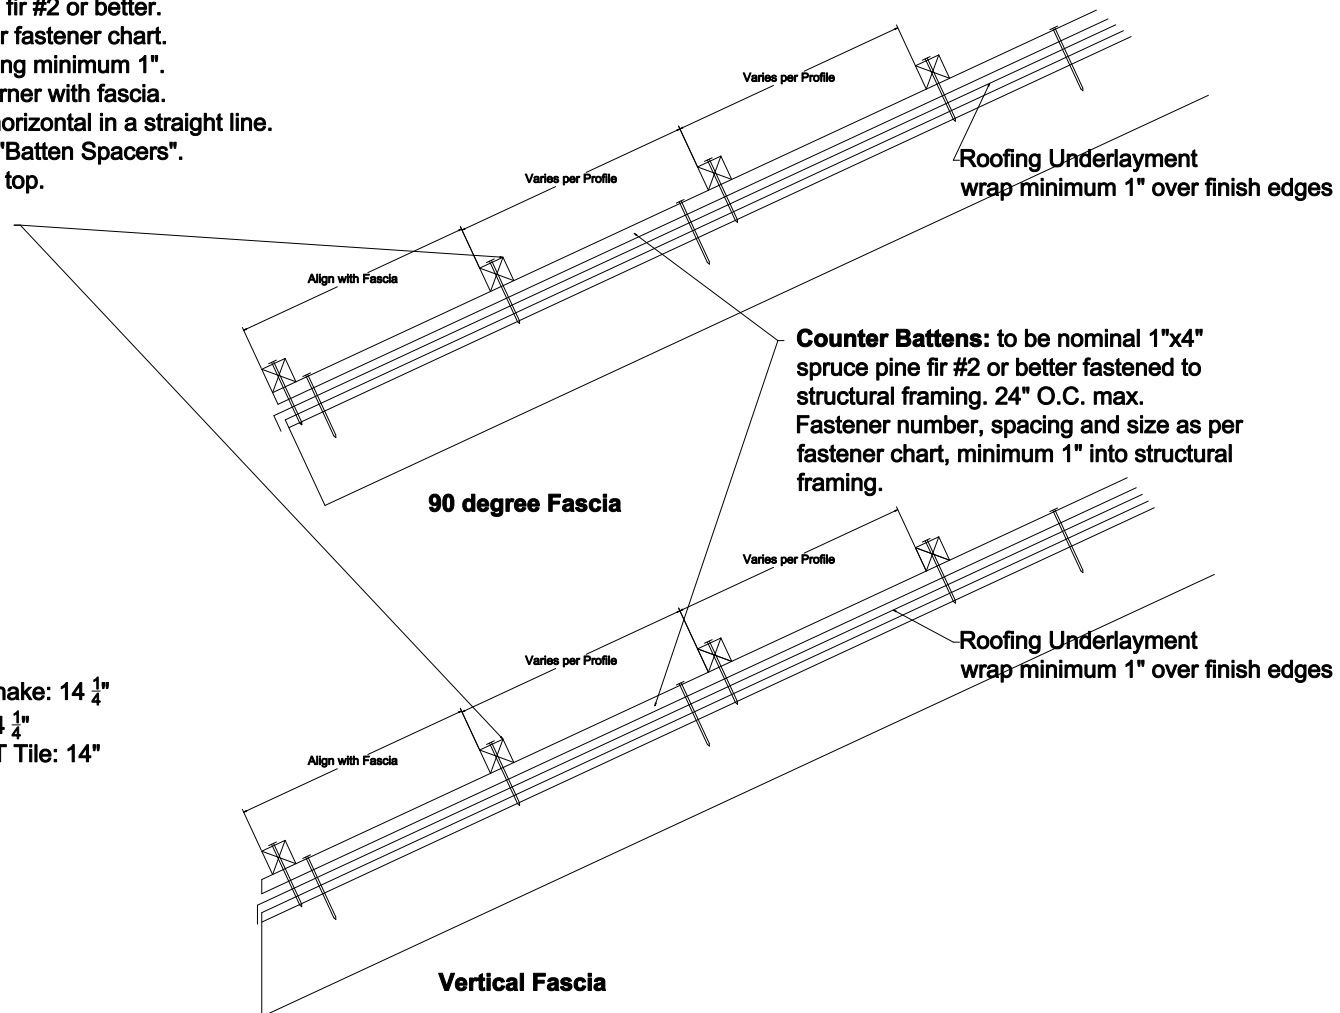 fir #2 or better.
r fastener chart.
ng minimum 1".
rner with fascia.
horizontal in a straight line.
"Batten Spacers".
top.
Varies per Profile
Varies per Profile
Align with Fascia
Roofing Underlayment
wrap minimum 1" over finish edges
Counter Battens: to be nominal 1"x4"
spruce pine fir #2 or better fastened to
structural framing. 24" O.C. max.
Fastener number, spacing and size as per
fastener chart, minimum 1" into structural
framing.
90 degree Fascia
Varies per Profile
Varies per Profile
Align with Fascia
Roofing Underlayment
wrap minimum 1" over finish edges
hake: 14 1/4"
4 1/4"
T Tile: 14"
Vertical Fascia